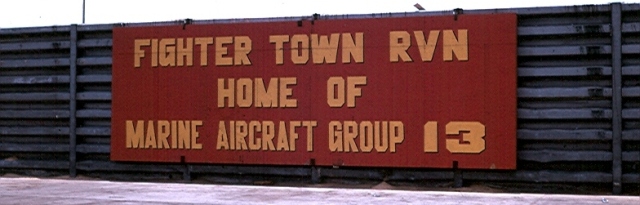 FIGHTER TOWN RVN
HOME OF
MARINE AIRCRAFT GROUP 13